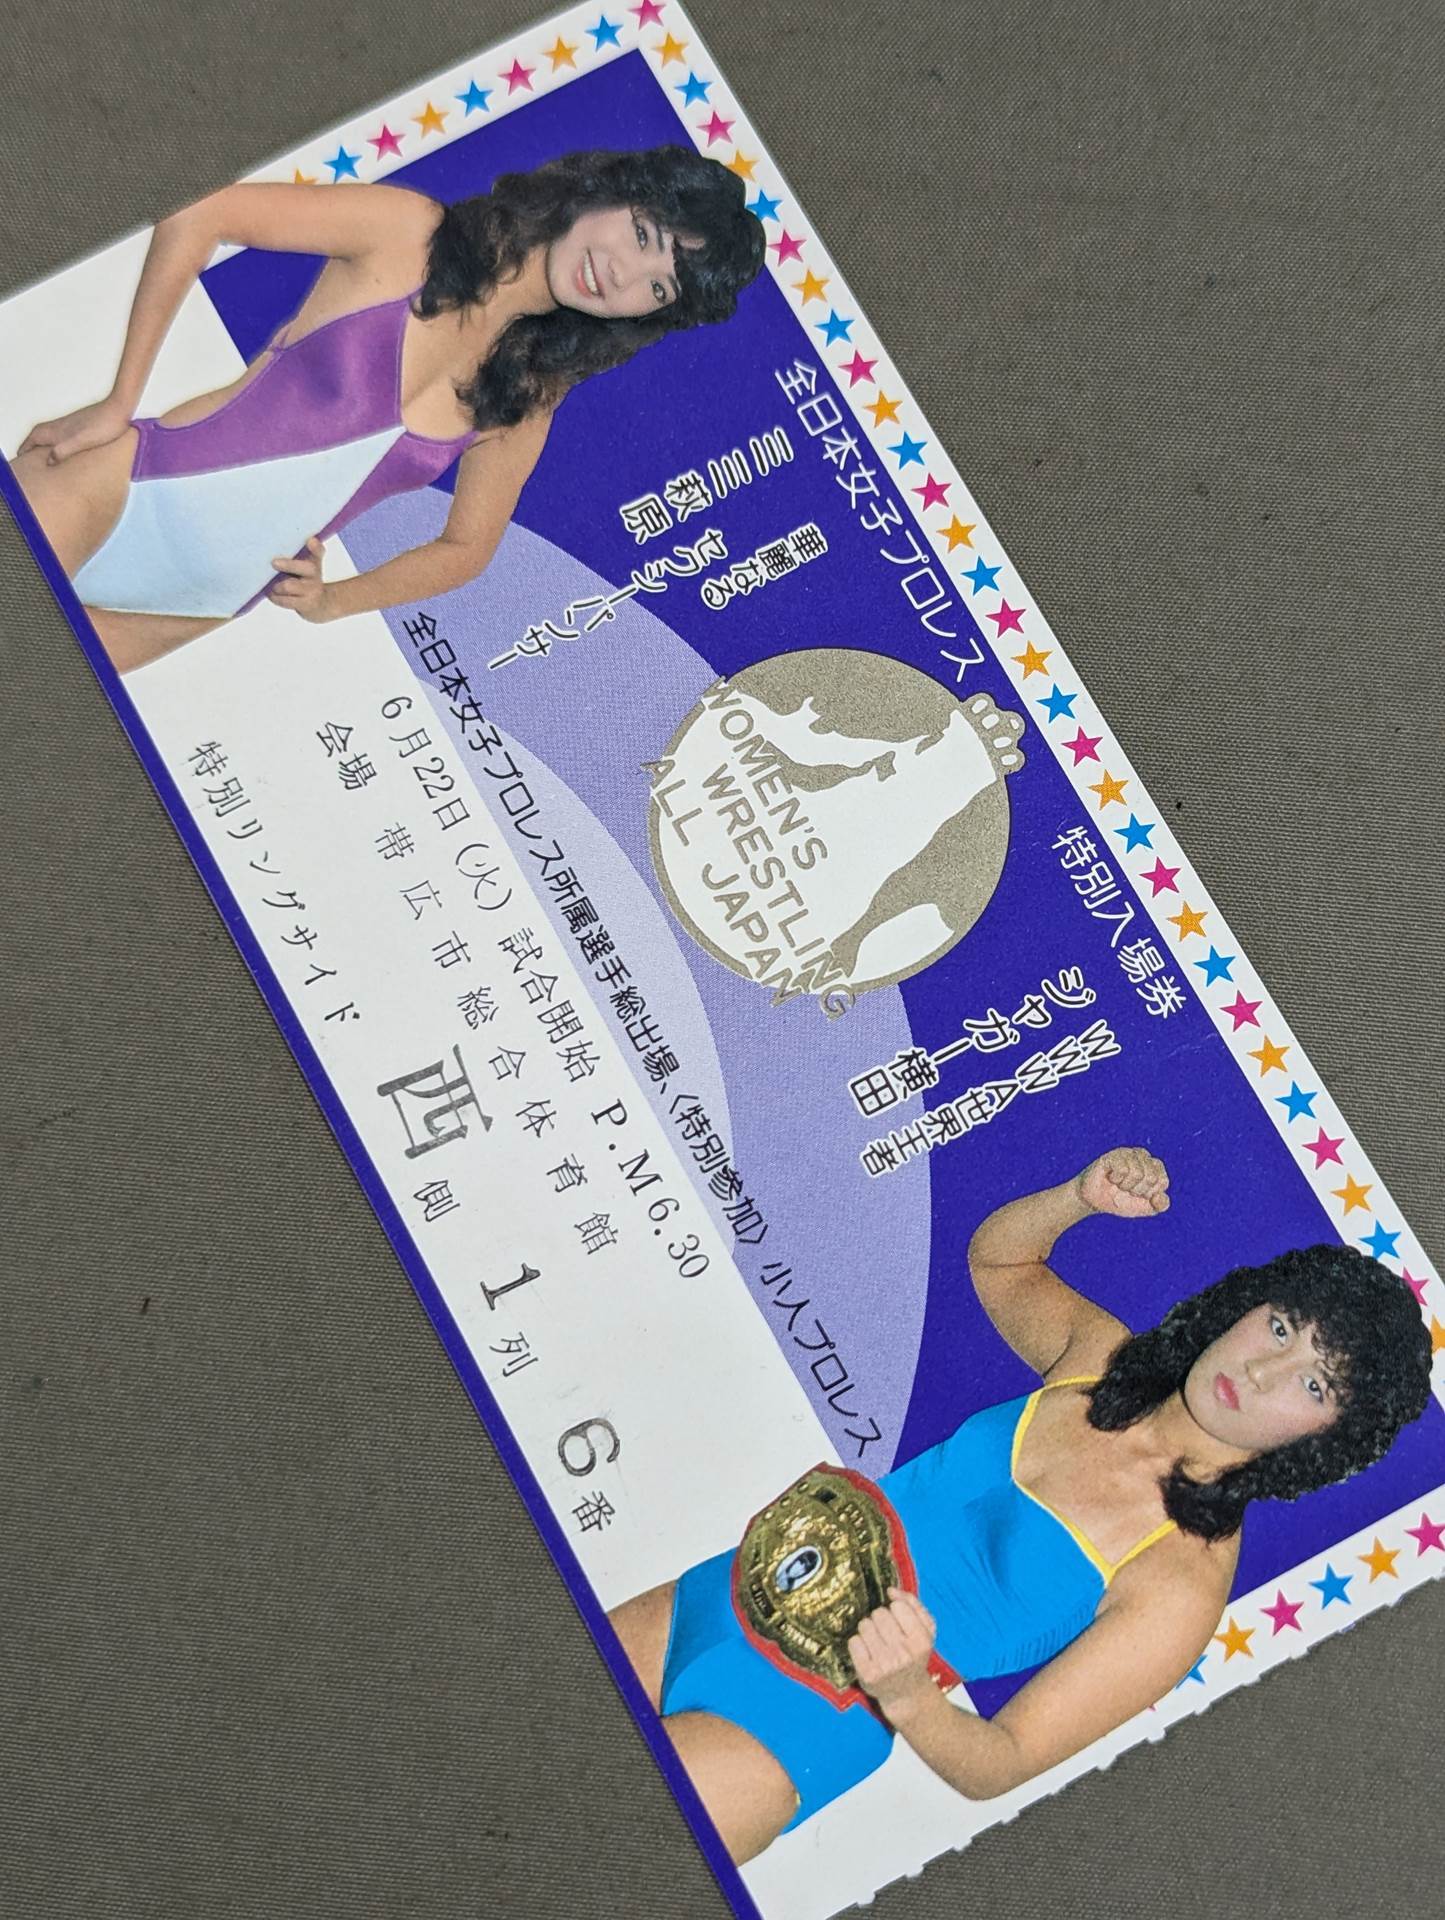 全日本女子プロレス 特別入場券
華麗なる
セクシーパンサー
ミミ萩原
WOMEN'S
WRESTLING
ALL JAPAN
WWWA世界王者
ジャガー横田
全日本女子プロレス所属選手総出場、〈特別参加〉小人プロレス
6月22日(火) 試合開始 P.M6.30
会場 帯広市総合体育館
特別リングサイド 西側 1列 6番